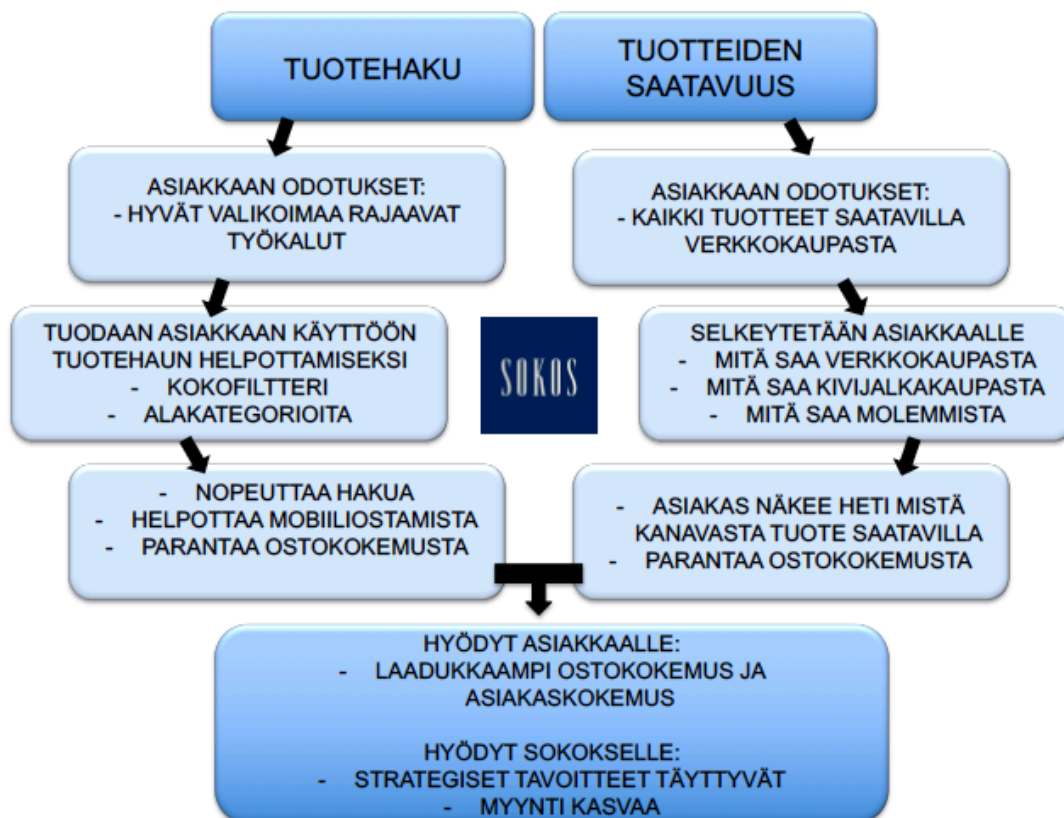 TUOTEHAKU
TUOTTEIDEN
SAATAVUUS
ASIAKKAAN ODOTUKSET:
- HYVÄT VALIKOIMAA RAJAAVAT
TYÖKALUT
ASIAKKAAN ODOTUKSET:
- KAIKKI TUOTTEET SAATAVILLA
VERKKOKAUPASTA
TUODAAN ASIAKKAAN KÄYTTÖÖN
TUOTEHAUN HELPOTTAMISEKSI
- KOKOFILTTERI
- ALAKATEGORIOITA
SOKOS
SELKEYTETÄÄN ASIAKKAALLE
- MITÄ SAA VERKKOKAUPASTA
- MITÄ SAA KIVIJALKAKAUPASTA
- MITÄ SAA MOLEMMISTA
- NOPEUTTAA HAKUA
- HELPOTTAA MOBIILIOSTAMISTA
- PARANTAA OSTOKOKEMUSTA
- ASIAKAS NÄKEE HETI MISTÄ
KANAVASTA TUOTE SAATAVILLA
- PARANTAA OSTOKOKEMUSTA
HYÖDYT ASIAKKAALLE:
- LAADUKKAAMPI OSTOKOKEMUS JA
ASIAKASKOKEMUS
HYÖDYT SOKOKSELLE:
- STRATEGISET TAVOITTEET TÄYTTYVÄT
- MYYNTI KASVAA